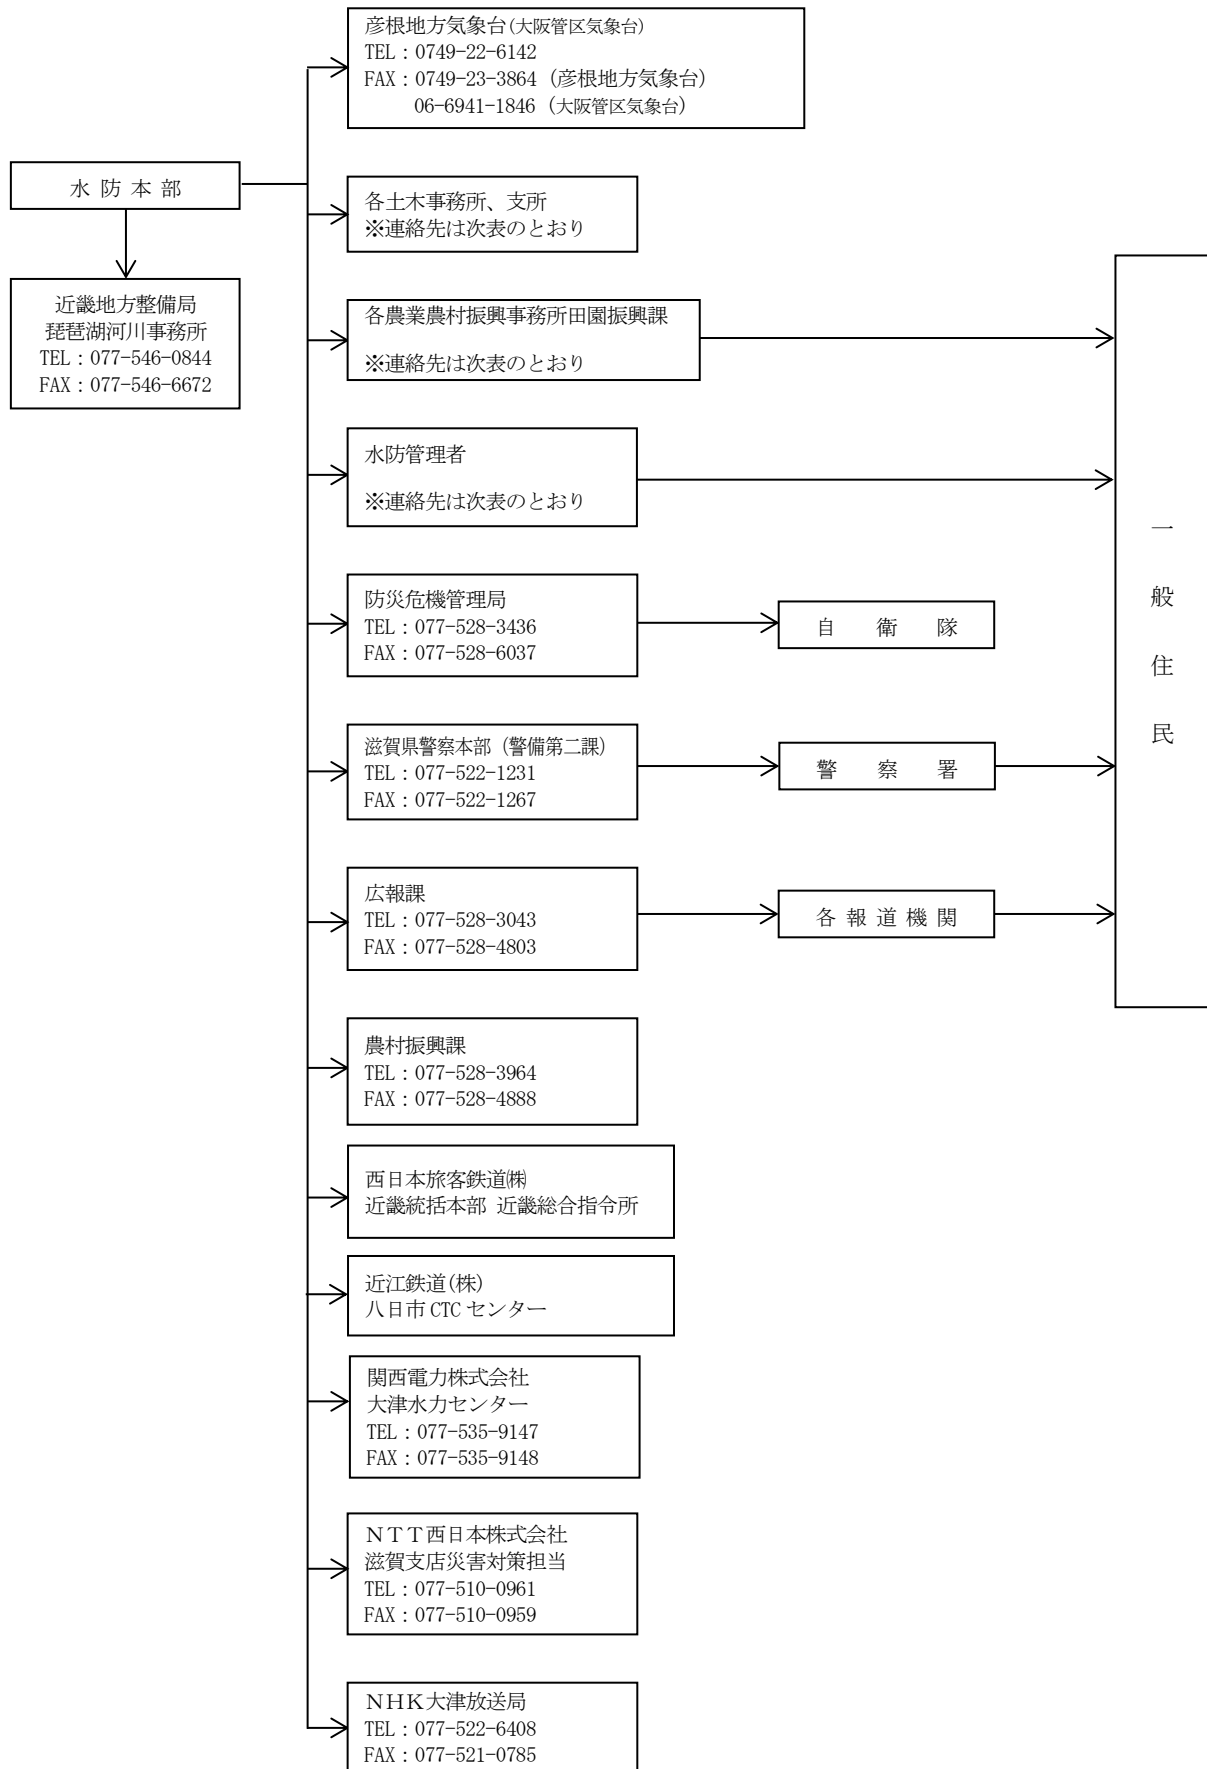 水防本部
近畿地方整備局
琵琶湖河川事務所
TEL：077-546-0844
FAX：077-546-6672
彦根地方気象台(大阪管区気象台)
TEL：0749-22-6142
FAX：0749-23-3864（彦根地方気象台）
06-6941-1846（大阪管区気象台）
各土木事務所、支所
※連絡先は次表のとおり
各農業農村振興事務所田園振興課
※連絡先は次表のとおり
水防管理者
※連絡先は次表のとおり
防災危機管理局
TEL：077-528-3436
FAX：077-528-6037
自衛隊
滋賀県警察本部（警備第二課）
TEL：077-522-1231
FAX：077-522-1267
警察署
広報課
TEL：077-528-3043
FAX：077-528-4803
各報道機関
一般住民
農村振興課
TEL：077-528-3964
FAX：077-528-4888
西日本旅客鉄道㈱
近畿統括本部 近畿総合指令所
近江鉄道(株)
八日市CTCセンター
関西電力株式会社
大津水力センター
TEL：077-535-9147
FAX：077-535-9148
ＮＴＴ西日本株式会社
滋賀支店災害対策担当
TEL：077-510-0961
FAX：077-510-0959
ＮＨＫ大津放送局
TEL：077-522-6408
FAX：077-521-0785